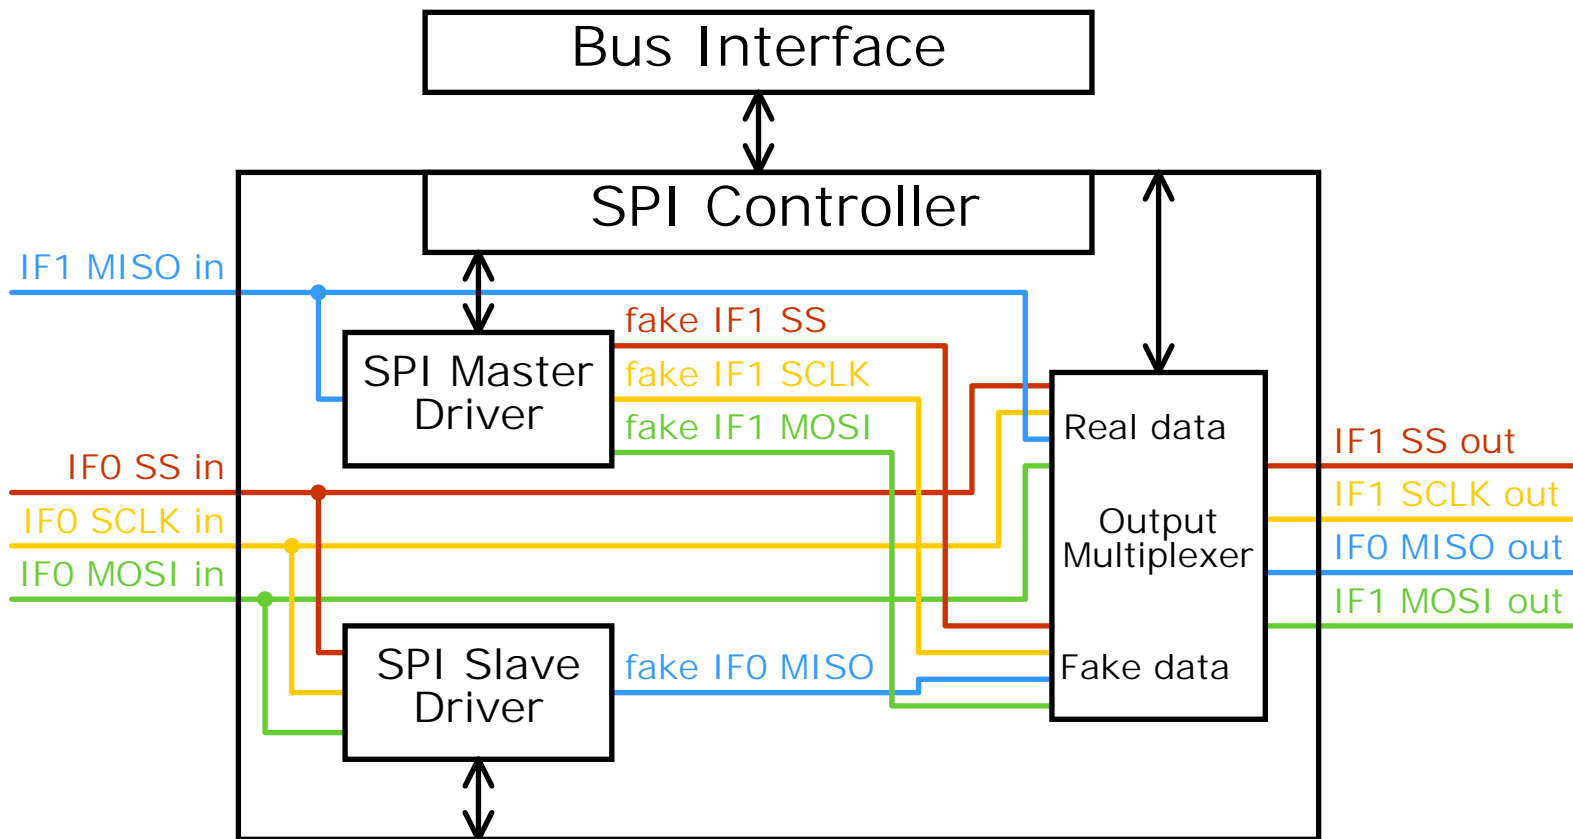 Bus Interface
SPI Controller
IF1 MISO in
fake IF1 SS
SPI Master
Driver
fake IF1 SCLK
fake IF1 MOSI
Real data
IF0 SS in
IF0 SCLK in
IF0 MOSI in
Output
Multiplexer
IF1 SS out
IF1 SCLK out
IF0 MISO out
IF1 MOSI out
SPI Slave
Driver
fake IF0 MISO
Fake data